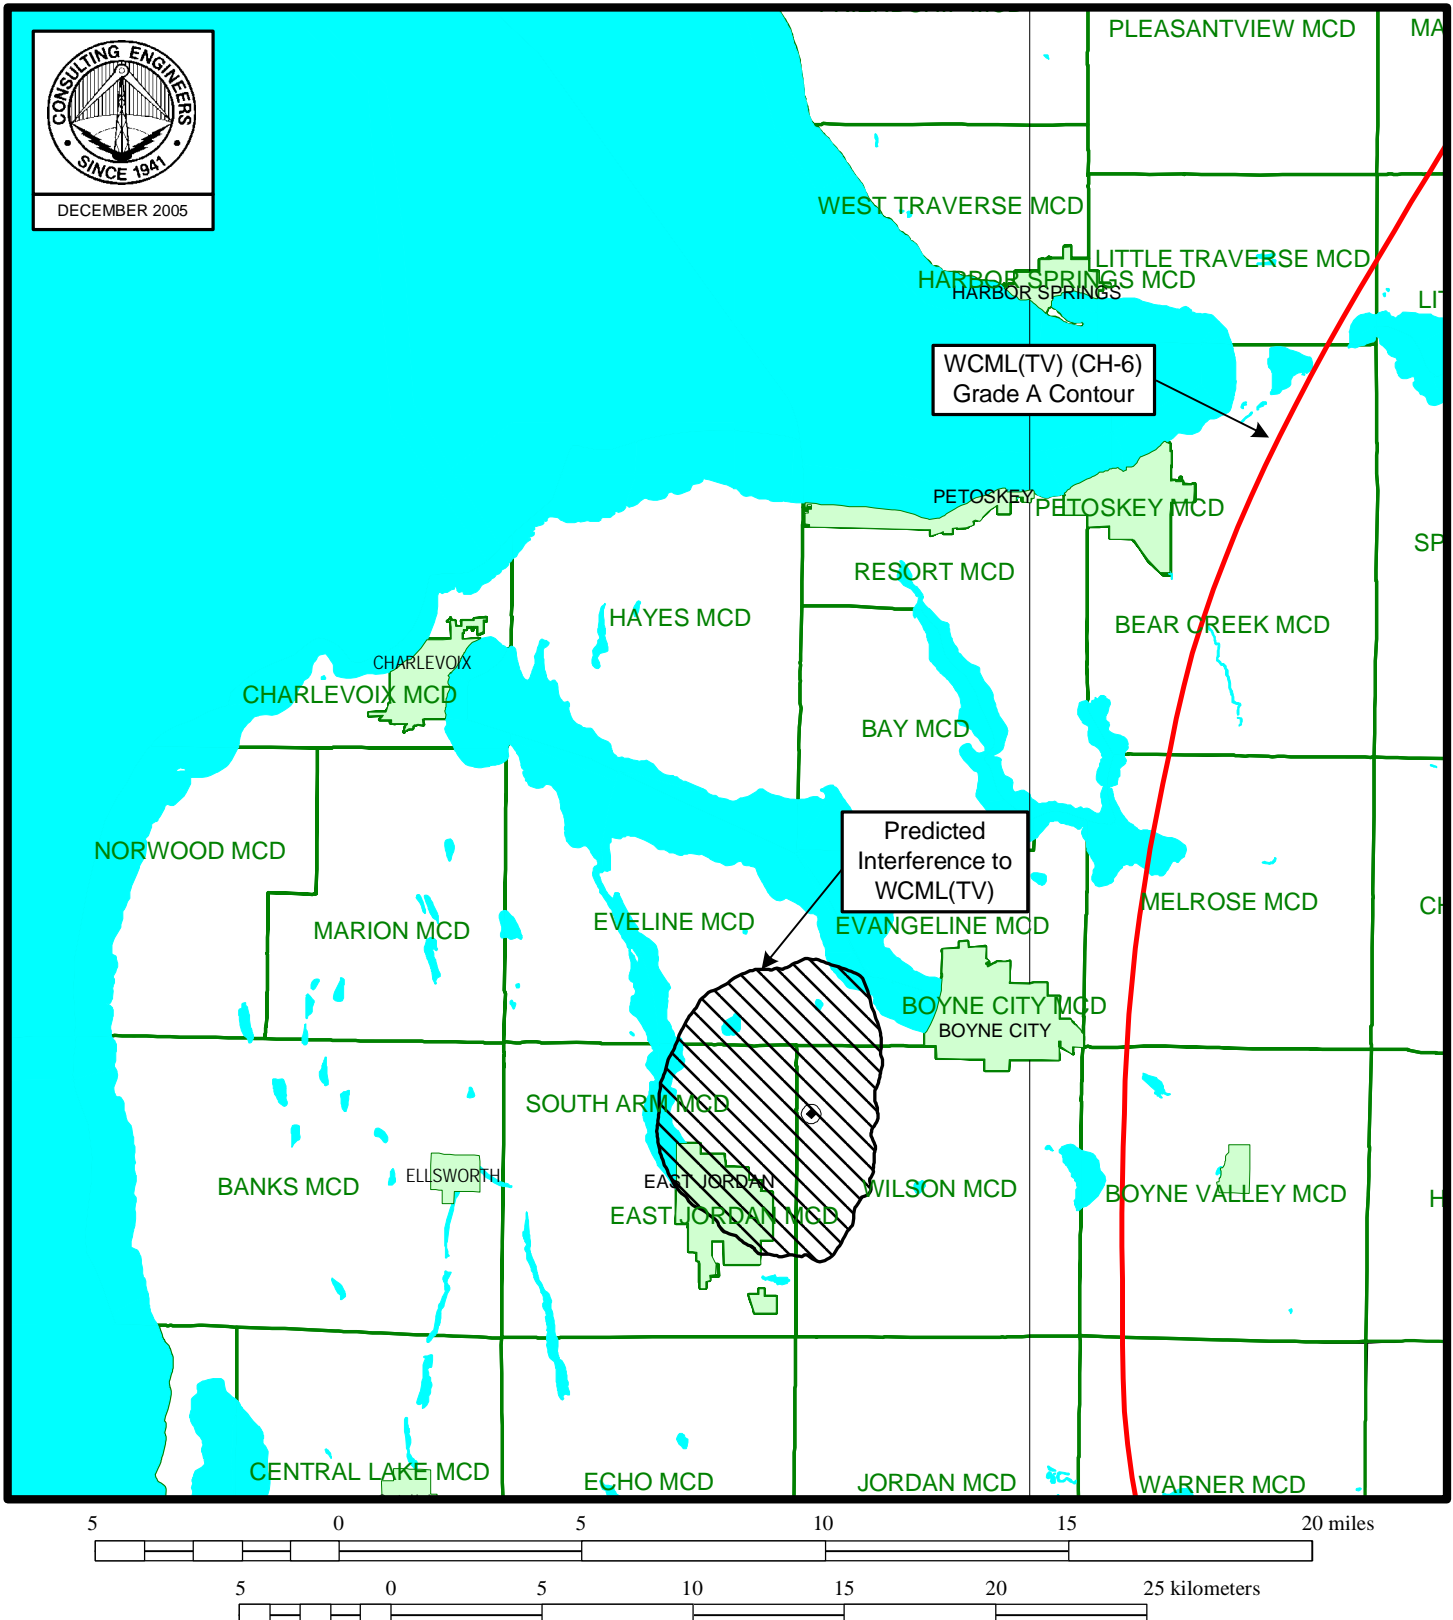 PLEASANTVIEW MCD
CONSULTING ENGINEERS
SINCE 1941
DECEMBER 2005
WEST TRAVERSE MCD
LITTLE TRAVERSE MCD
HARBOR SPRINGS MCD
HARBOR SPRINGS
WCML(TV) (CH-6)
Grade A Contour
PETOSKEY
PETOSKEY MCD
RESORT MCD
HAYES MCD
BEAR CREEK MCD
CHARLEVOIX
CHARLEVOIX MCD
BAY MCD
Predicted
Interference to
WCML(TV)
NORWOOD MCD
MELROSE MCD
MARION MCD
EVELINE MCD
EVANGELINE MCD
BOYNE CITY MCD
BOYNE CITY
SOUTH ARM MCD
ELLSWORTH
EAST JORDAN
BANKS MCD
WILSON MCD
BOYNE VALLEY MCD
EAST JORDAN MCD
CENTRAL LAKE MCD
ECHO MCD
JORDAN MCD
WARNER MCD
5 0 5 10 15 20 miles
5 0 5 10 15 20 25 kilometers